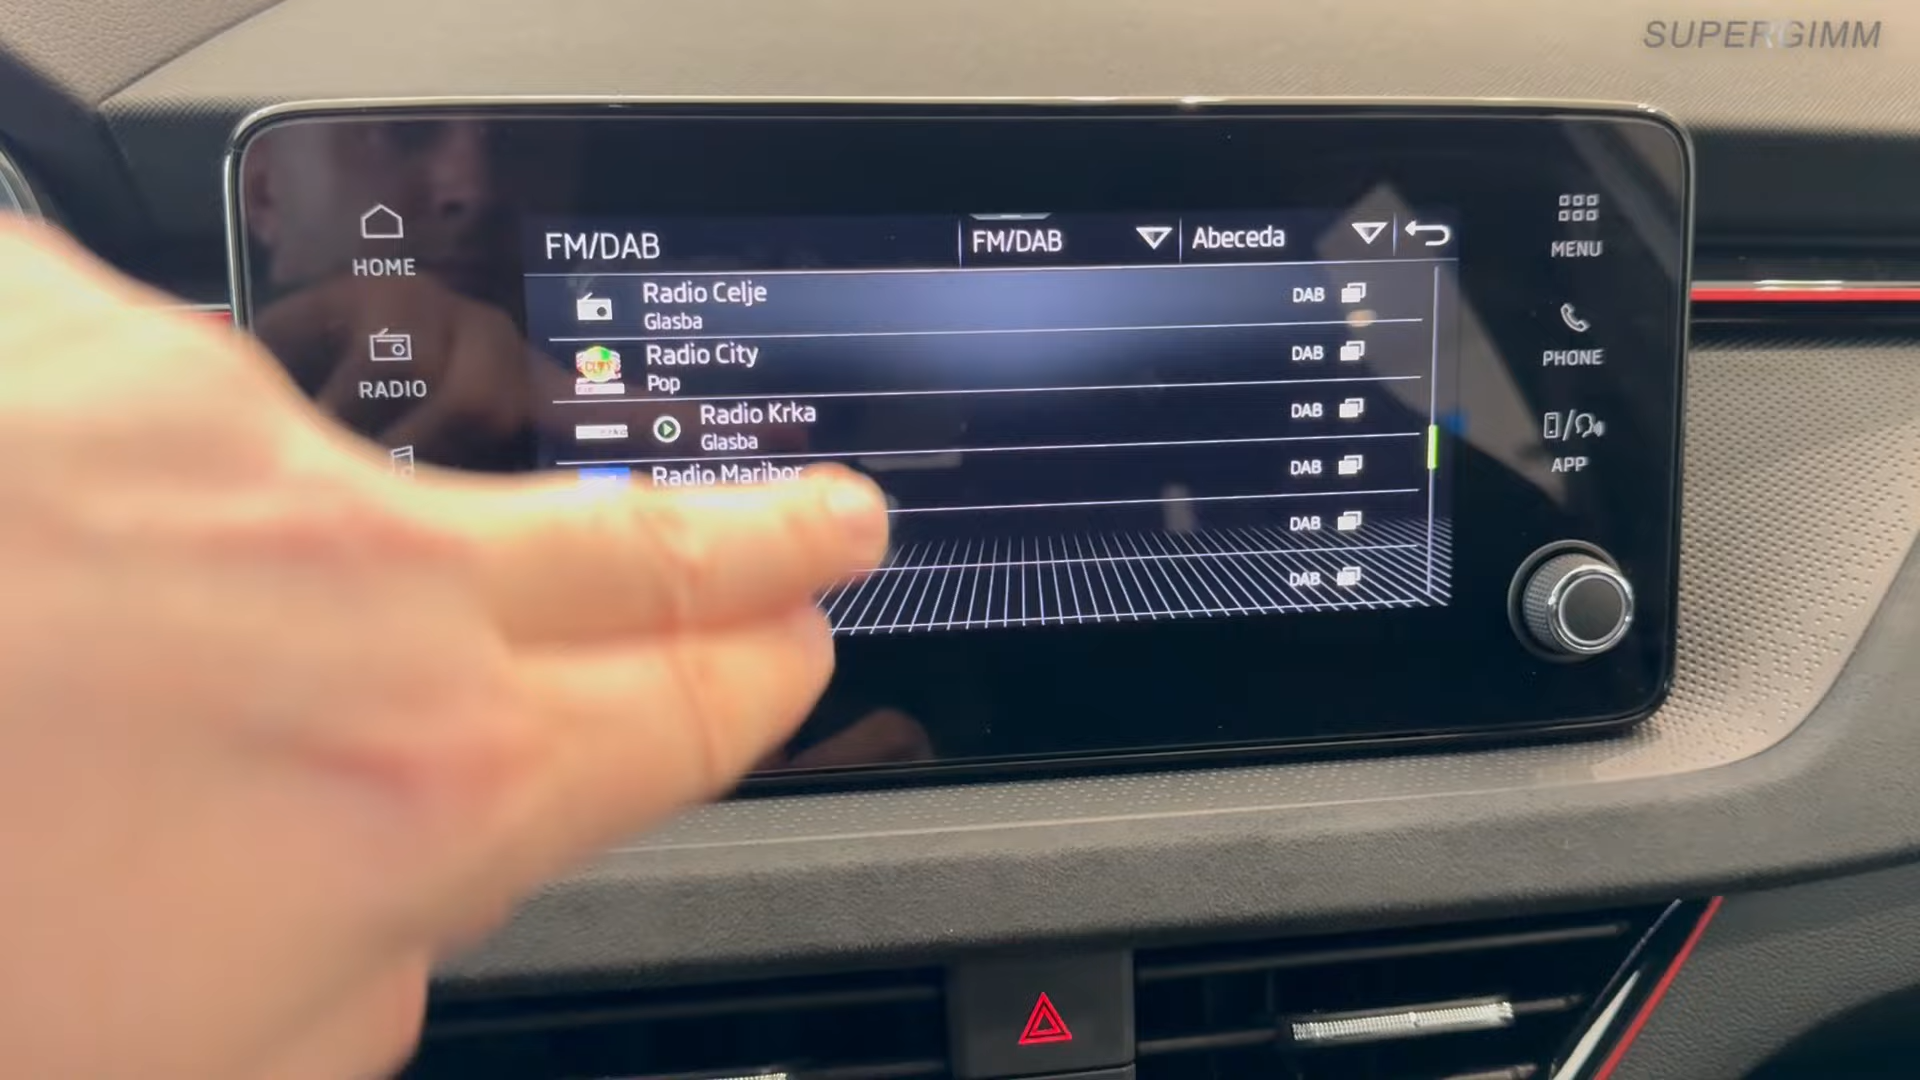 SUPERGIMM
HOME
RADIO
FM/DAB
FM/DAB
Abeceda
Radio Celje
Glasba
DAB
Radio City
Pop
DAB
Radio Krka
Glasba
DAB
Radio Maribor
DAB
DAB
DAB
MENU
PHONE
APP